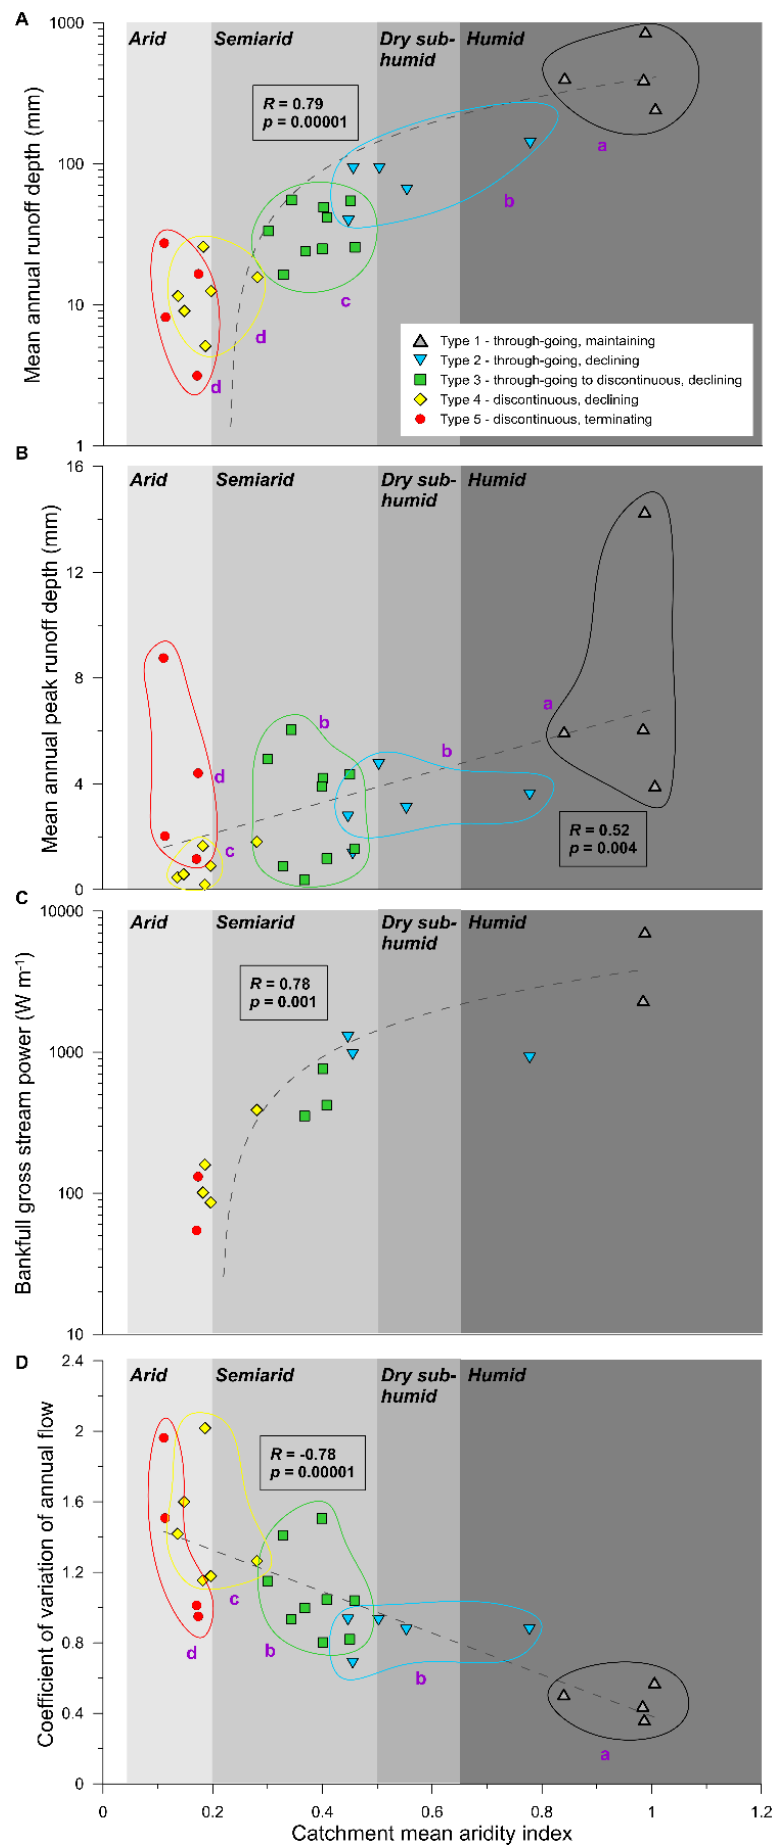 A
1000
100
10
1
Mean annual runoff depth (mm)
Arid
Semiarid
Dry sub-
humid
Humid
R = 0.79
p = 0.00001
a
b
c
d
d
Type 1 - through-going, maintaining
Type 2 - through-going, declining
Type 3 - through-going to discontinuous, declining
Type 4 - discontinuous, declining
Type 5 - discontinuous, terminating
B
16
12
8
4
0
Mean annual peak runoff depth (mm)
Arid
Semiarid
Dry sub-
humid
Humid
a
b
b
d
c
R = 0.52
p = 0.004
C
10000
1000
100
10
Bankfull gross stream power (W m-1)
Arid
Semiarid
Dry sub-
humid
Humid
R = 0.78
p = 0.001
D
2.4
2
1.6
1.2
0.8
0.4
0
Coefficient of variation of annual flow
Arid
Semiarid
Dry sub-
humid
Humid
R = -0.78
p = 0.00001
c
d
b
b
a
0
0.2
0.4
0.6
0.8
1
1.2
Catchment mean aridity index